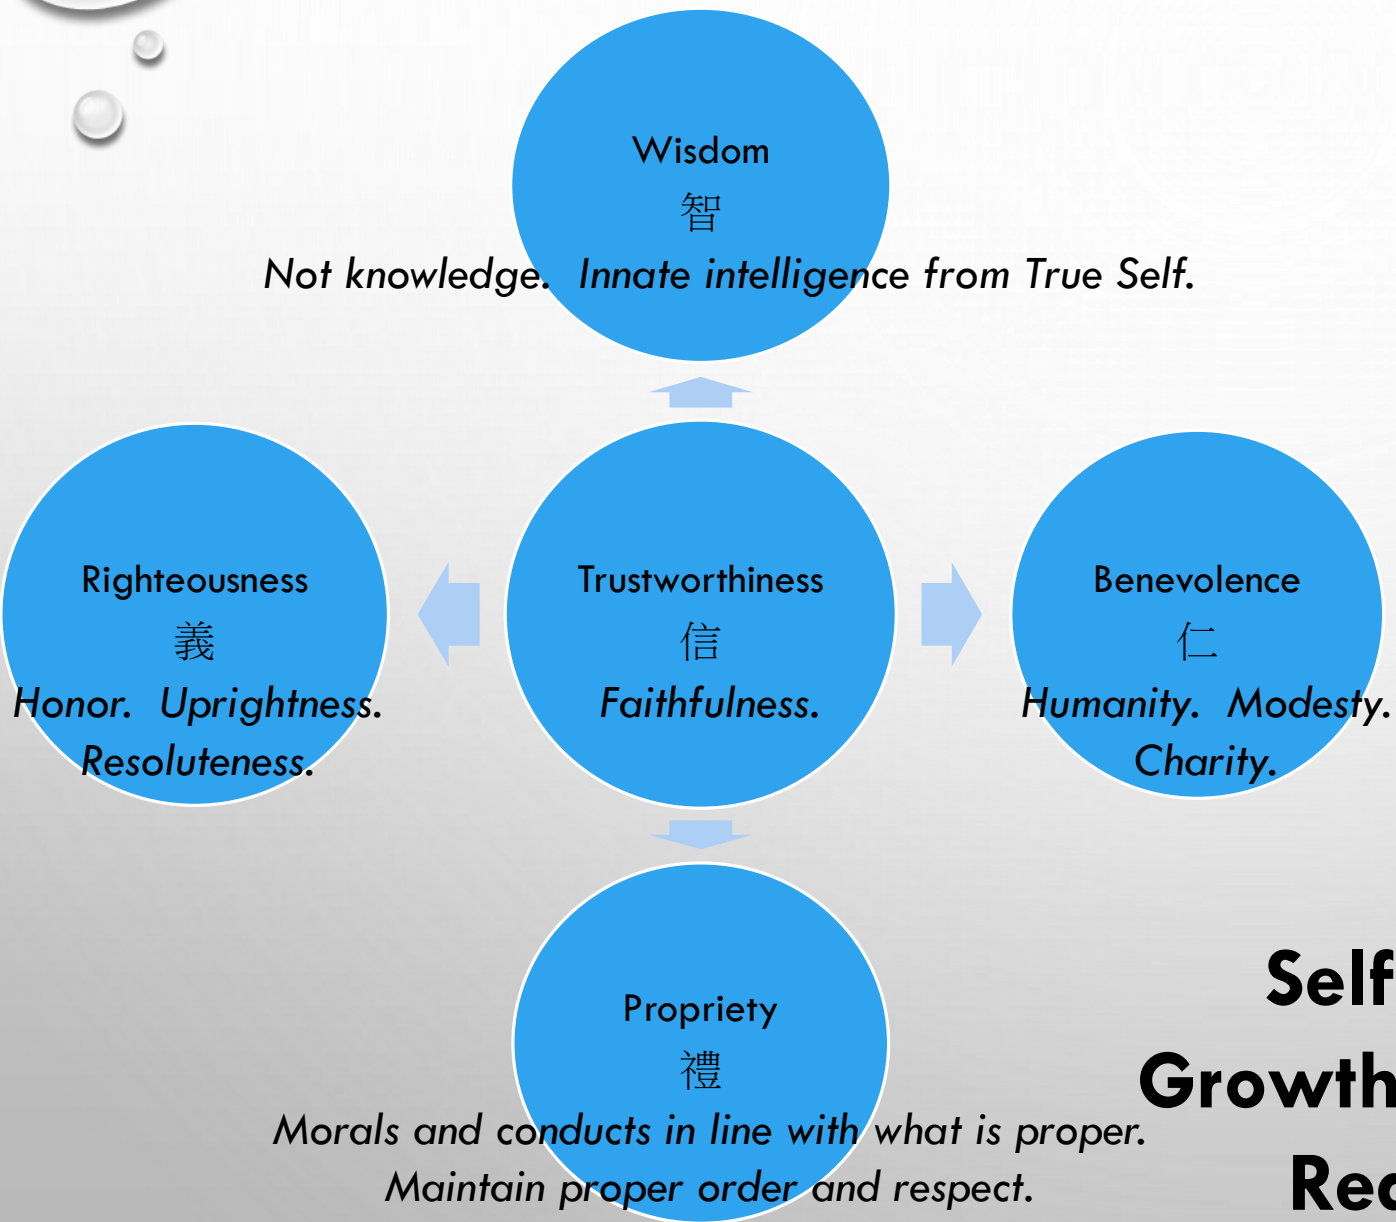 Wisdom
智
Not knowledge.  Innate intelligence from True Self.
Righteousness
義
Honor.  Uprightness.
Resoluteness.
Trustworthiness
信
Faithfulness.
Benevolence
仁
Humanity.  Modesty.
Charity.
Propriety
禮
Morals and conducts in line with what is proper.
Maintain proper order and respect.
Self
Growth